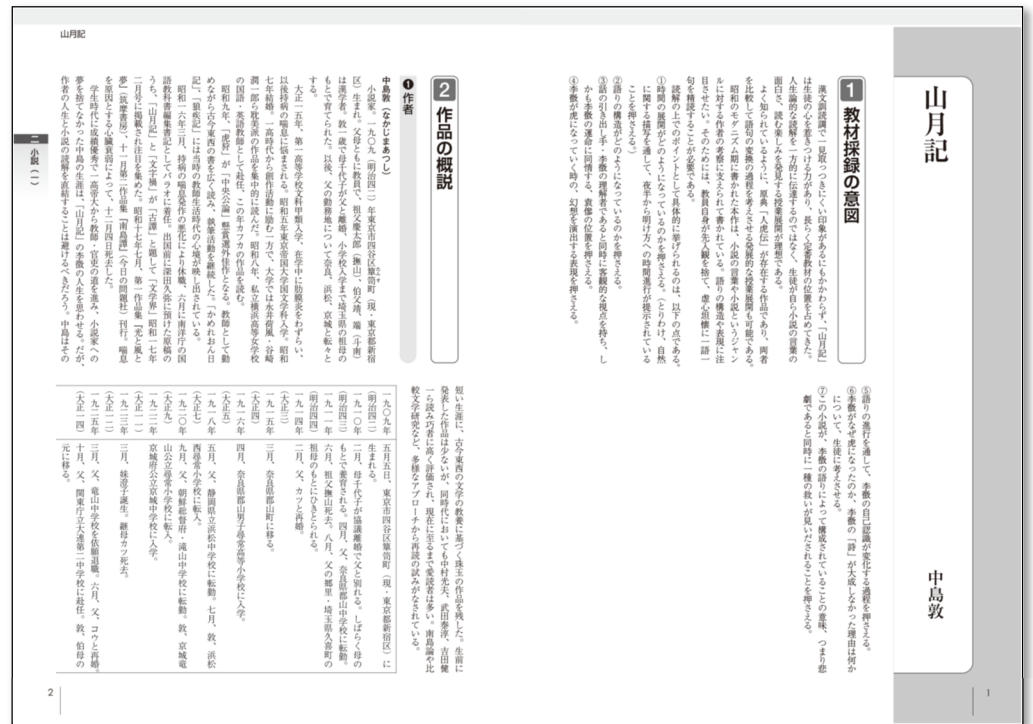 山月記
中島敦
1 教材採録の意図
漢文訓読調で一見取っつきにくい印象があるにもかかわらず、「山月記」
は生徒の心を惹きつける力があり、長らく定番教材の位置を占めてきた。
人生論的な読解を一方的に伝達するのではなく、生徒が自ら小説の言葉の
面白さ、読む楽しみを発見する授業展開が理想である。
よく知られているように、原典「人虎伝」が存在する作品であり、両者
を比較して語句の変換の過程を考えさせる発展的な授業展開も可能である。
昭和のモダニズム期に書かれた本作は、小説の言葉や小説というジャン
ルに対する作者の考察に支えられて書かれている。語りの構造や表現に注
目させたい。そのためには、教員自身が先入観を捨て、虚心坦懐に一語一
句を精読することが必要である。
読解の上でのポイントとして具体的に挙げられるのは、以下の点である。
①時間の展開がどのようになっているのかを押さえる。(とりわけ、自然
に関する描写を通して、夜半から明け方への時間進行が提示されている
ことを押さえる。)
②語りの構造がどのようになっているのかを押さえる。
③話の引き出し手・李徴の理解者であると同時に客観的な視点を持ち、し
かも李徴の運命に同情する、袁傪の位置を押さえる。
④李徴が虎になっていく時の、幻想を演出する表現を押さえる。
⑤語りの進行を通して、李徴の自己認識が変化する過程を押さえる。
⑥李徴がなぜ虎になったのか、李徴の「詩」が大成しなかった理由は何か
について、生徒に考えさせる。
⑦この小説が、李徴の語りによって構成されていることの意味、つまり悲
劇であると同時に一種の救いが見いだされることを押さえる。
1
山月記
2 作品の概説
❶作者
中島敦(なかじまあつし)
小説家。一九〇九(明治四二)年東京市四谷区箪笥町(現・東京都新宿
区)生まれ。父田人は教員で、祖父慶太郎(撫山)、伯父靖、端(斗南)
は漢学者。敦一歳で母千代子が父と離婚、小学校入学まで埼玉県の祖母の
もとで育てられた。以後、父の勤務地について奈良、浜松、京城と転々と
する。
大正一五年、第一高等学校文科甲類入学、在学中に肋膜炎をわずらい、
以後持病の喘息に悩まされる。昭和五年東京帝国大学国文学科入学。昭和
七年結婚。一高時代から創作活動に励む一方で、大学では永井荷風・谷崎
潤一郎ら耽美派の作品を集中的に読んだ。昭和八年、私立横浜高等女学校
の国語・英語教師として赴任、この年カフカの作品を読む。
昭和九年、「虎狩」が「中央公論」懸賞選外佳作となる。教師として勤
めながら古今東西の書を広く読み、執筆活動を継続した。「かめれおん日
記」、「狼疾記」には当時の教師生活時代の心境が映し出されている。
昭和一六年三月、持病の喘息発作の悪化により休職、六月に南洋庁の国
語教科書編集書記としてパラオに着任。出国前に深田久弥に預けた原稿の
うち、「山月記」と「文字禍」が「古譚」と題して「文学界」昭和一七年
二月号に掲載され注目を集めた。昭和十七年七月、第一作品集『光と風と
夢』(筑摩書房)、十一月第二作品集『南島譚』(今日の問題社)刊行。喘息
を原因とする心臓衰弱によって、十二月四日死去した。
学生時代に成績優秀で一高帝大から教師・官吏の道を進み、小説家への
夢を捨てなかった中島の生涯は、「山月記」の李徴の人生を思わせる。だが、
作者の人生と小説の読解を直結することは避けるべきだろう。中島はその
短い生涯に、古今東西の文学の教養に基づく珠玉の作品を残した。生前に
発表した作品は少ないが、同時代においても中村光夫、武田泰淳、吉田健
一ら読み巧者に高く評価され、現在に至るまで愛読者は多い。南島論や比
較文学研究など、多様なアプローチから再読の試みがなされている。
一九〇九年 五月五日、東京市四谷区箪笥町(現・東京都新宿区)に
(明治四二) 生まれる。
一九一〇年 二月、母千代子が協議離婚で父と別れる。しばらく母の
(明治四三) もとで養育される。四月、父、奈良県郡山中学校に転勤。
一九一一年 六月、祖父撫山死去。八月、父の郷里・埼玉県久喜町の
祖母のもとにひきとられる。
一九一四年 二月、父、カツと再婚。
(大正三)
一九一五年 三月、奈良県郡山町に移る。
(大正四)
一九一六年 四月、奈良県郡山男子尋常高等小学校に入学。
(大正五)
一九一八年 五月、父、静岡県立浜松中学校に転勤。七月、敦、浜松
(大正七) 西尋常小学校に転入。
一九二〇年 九月、父、朝鮮総督府・滝山中学校に転勤。敦、京城竜
(大正九) 山公立尋常小学校に転入。
一九二二年 京城府公立京城中学校に入学。
(大正一一)
一九二三年 三月、妹澄子誕生。継母カツ死去。
(大正一二)
一九二五年 三月、父、竜山中学校を依願退職。六月、父、コウと再婚。
(大正一四) 十月、父、関東庁立大連第二中学校に赴任。敦、伯母の
元に移る。
二 小説(一)
2